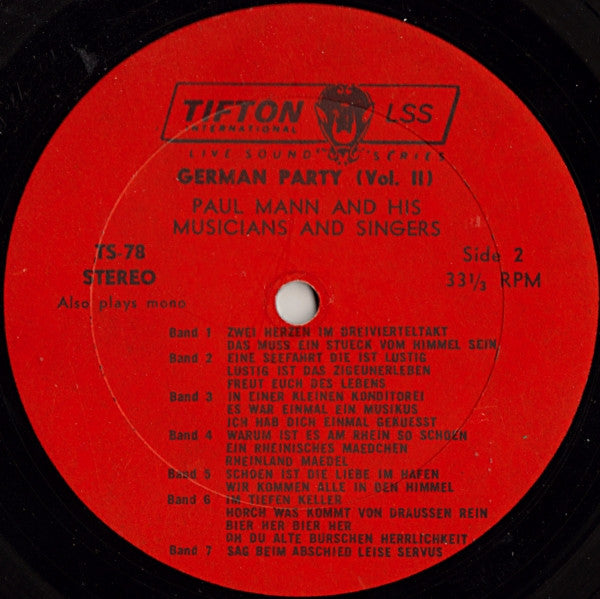 TIFTON
INTERNATIONAL
LSS
LIVE SOUND SERIES
GERMAN PARTY (Vol. II)
PAUL MANN AND HIS
MUSICIANS AND SINGERS
TS-78
STEREO
Also plays mono
Side 2
33 1/3 RPM
Band 1 ZWEI HERZEN IM DREIVIERTELTAKT
DAS MUSS EIN STUECK VOM HIMMEL SEIN
Band 2 EINE SEEFAHRT DIE IST LUSTIG
LUSTIG IST DAS ZIGEUNERLEBEN
FREUT EUCH DES LEBENS
Band 3 IN EINER KLEINEN KONDITOREI
ES WAR EINMAL EIN MUSIKUS
ICH HAB DICH EINMAL GEKUESST
Band 4 WARUM IST ES AM RHEIN SO SCHOEN
EIN RHEINISCHES MAEDCHEN
RHEINLAND MAEDEL
Band 5 SCHOEN IST DIE LIEBE IM HAFEN
WIR KOMMEN ALLE IN DEN HIMMEL
Band 6 IM TIEFEN KELLER
HORCH WAS KOMMT VON DRAUSSEN REIN
BIER HER BIER HER
OH DU ALTE BURSCHEN HERRLICHKEIT
Band 7 SAG BEIM ABSCHIED LEISE SERVUS